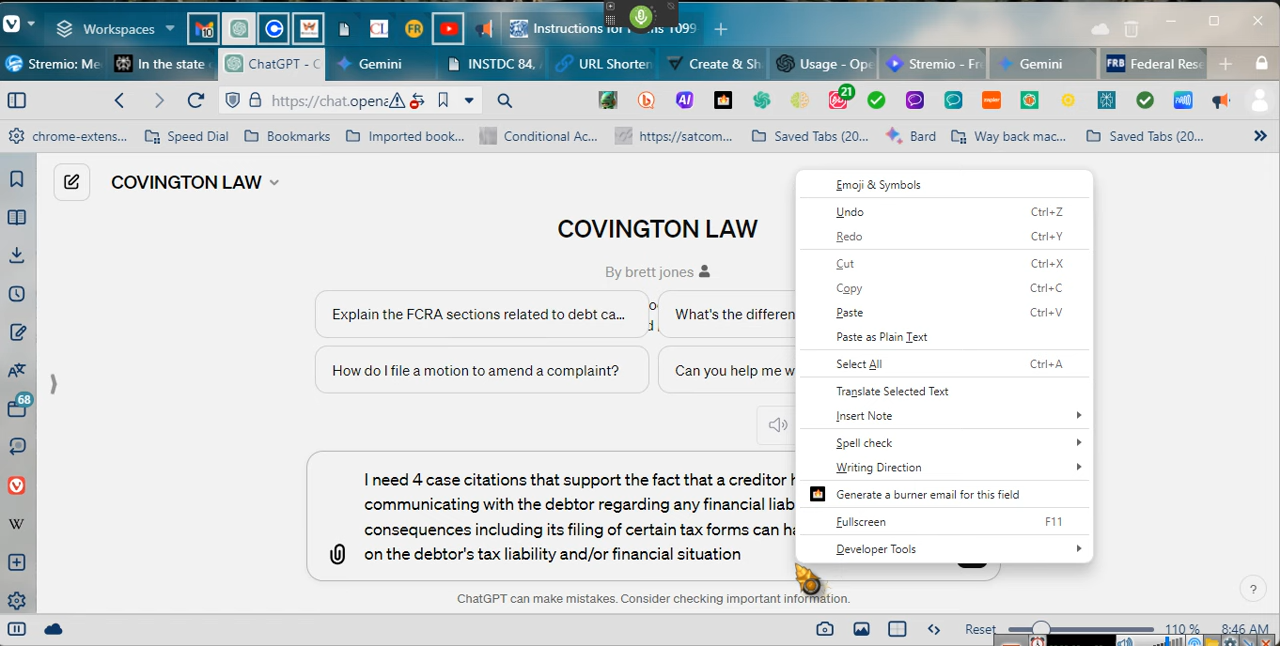 Workspaces
10
CL
FR
Instructions for Forms 1099
Stremio: Me
In the state
ChatGPT - C
Gemini
INSTDC 84,
URL Shorten
Create & Sh
Usage - Ope
Stremio - Fr
Gemini
FRB
Federal Rese
https://chat.opena
21
chrome-extens...
Speed Dial
Bookmarks
Imported book...
Conditional Ac...
https://satcom...
Saved Tabs (20...
Bard
Way back mac...
Saved Tabs (20...
COVINGTON LAW
COVINGTON LAW
By brett jones
Explain the FCRA sections related to debt ca...
What's the differen
How do I file a motion to amend a complaint?
Can you help me w
68
W
I need 4 case citations that support the fact that a creditor h
communicating with the debtor regarding any financial liab
consequences including its filing of certain tax forms can ha
on the debtor's tax liability and/or financial situation
Emoji & Symbols
Undo Ctrl+Z
Redo Ctrl+Y
Cut Ctrl+X
Copy Ctrl+C
Paste Ctrl+V
Paste as Plain Text
Select All Ctrl+A
Translate Selected Text
Insert Note
Spell check
Writing Direction
Generate a burner email for this field
Fullscreen F11
Developer Tools
ChatGPT can make mistakes. Consider checking important information.
?
Reset
110 %
8:46 AM